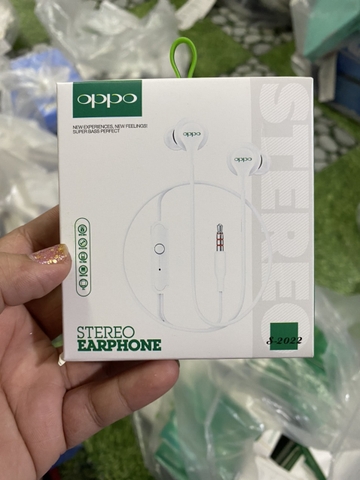 oppo
NEW EXPERIENCES, NEW FEELINGS
SUPER BASS PERFECT
oppo
oppo
STEREO
STEREO
EARPHONE
S-2022